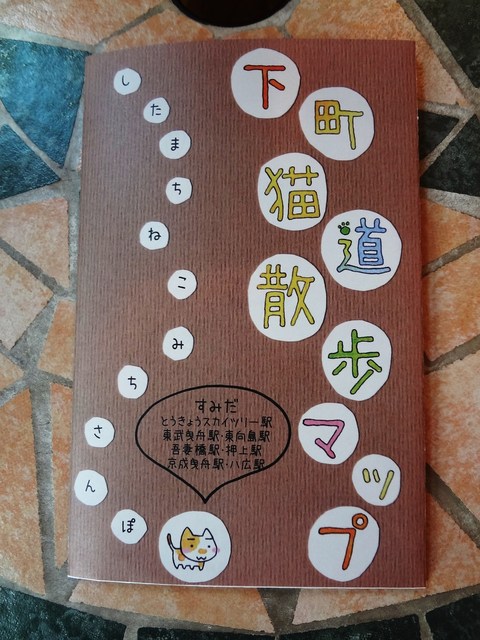 下町猫道散歩マップ
したまちねこみちさんぽ
すみだ
とうきょうスカイツリー駅
東武曳舟駅・東向島駅
吾妻橋駅・押上駅
京成曳舟駅・八広駅